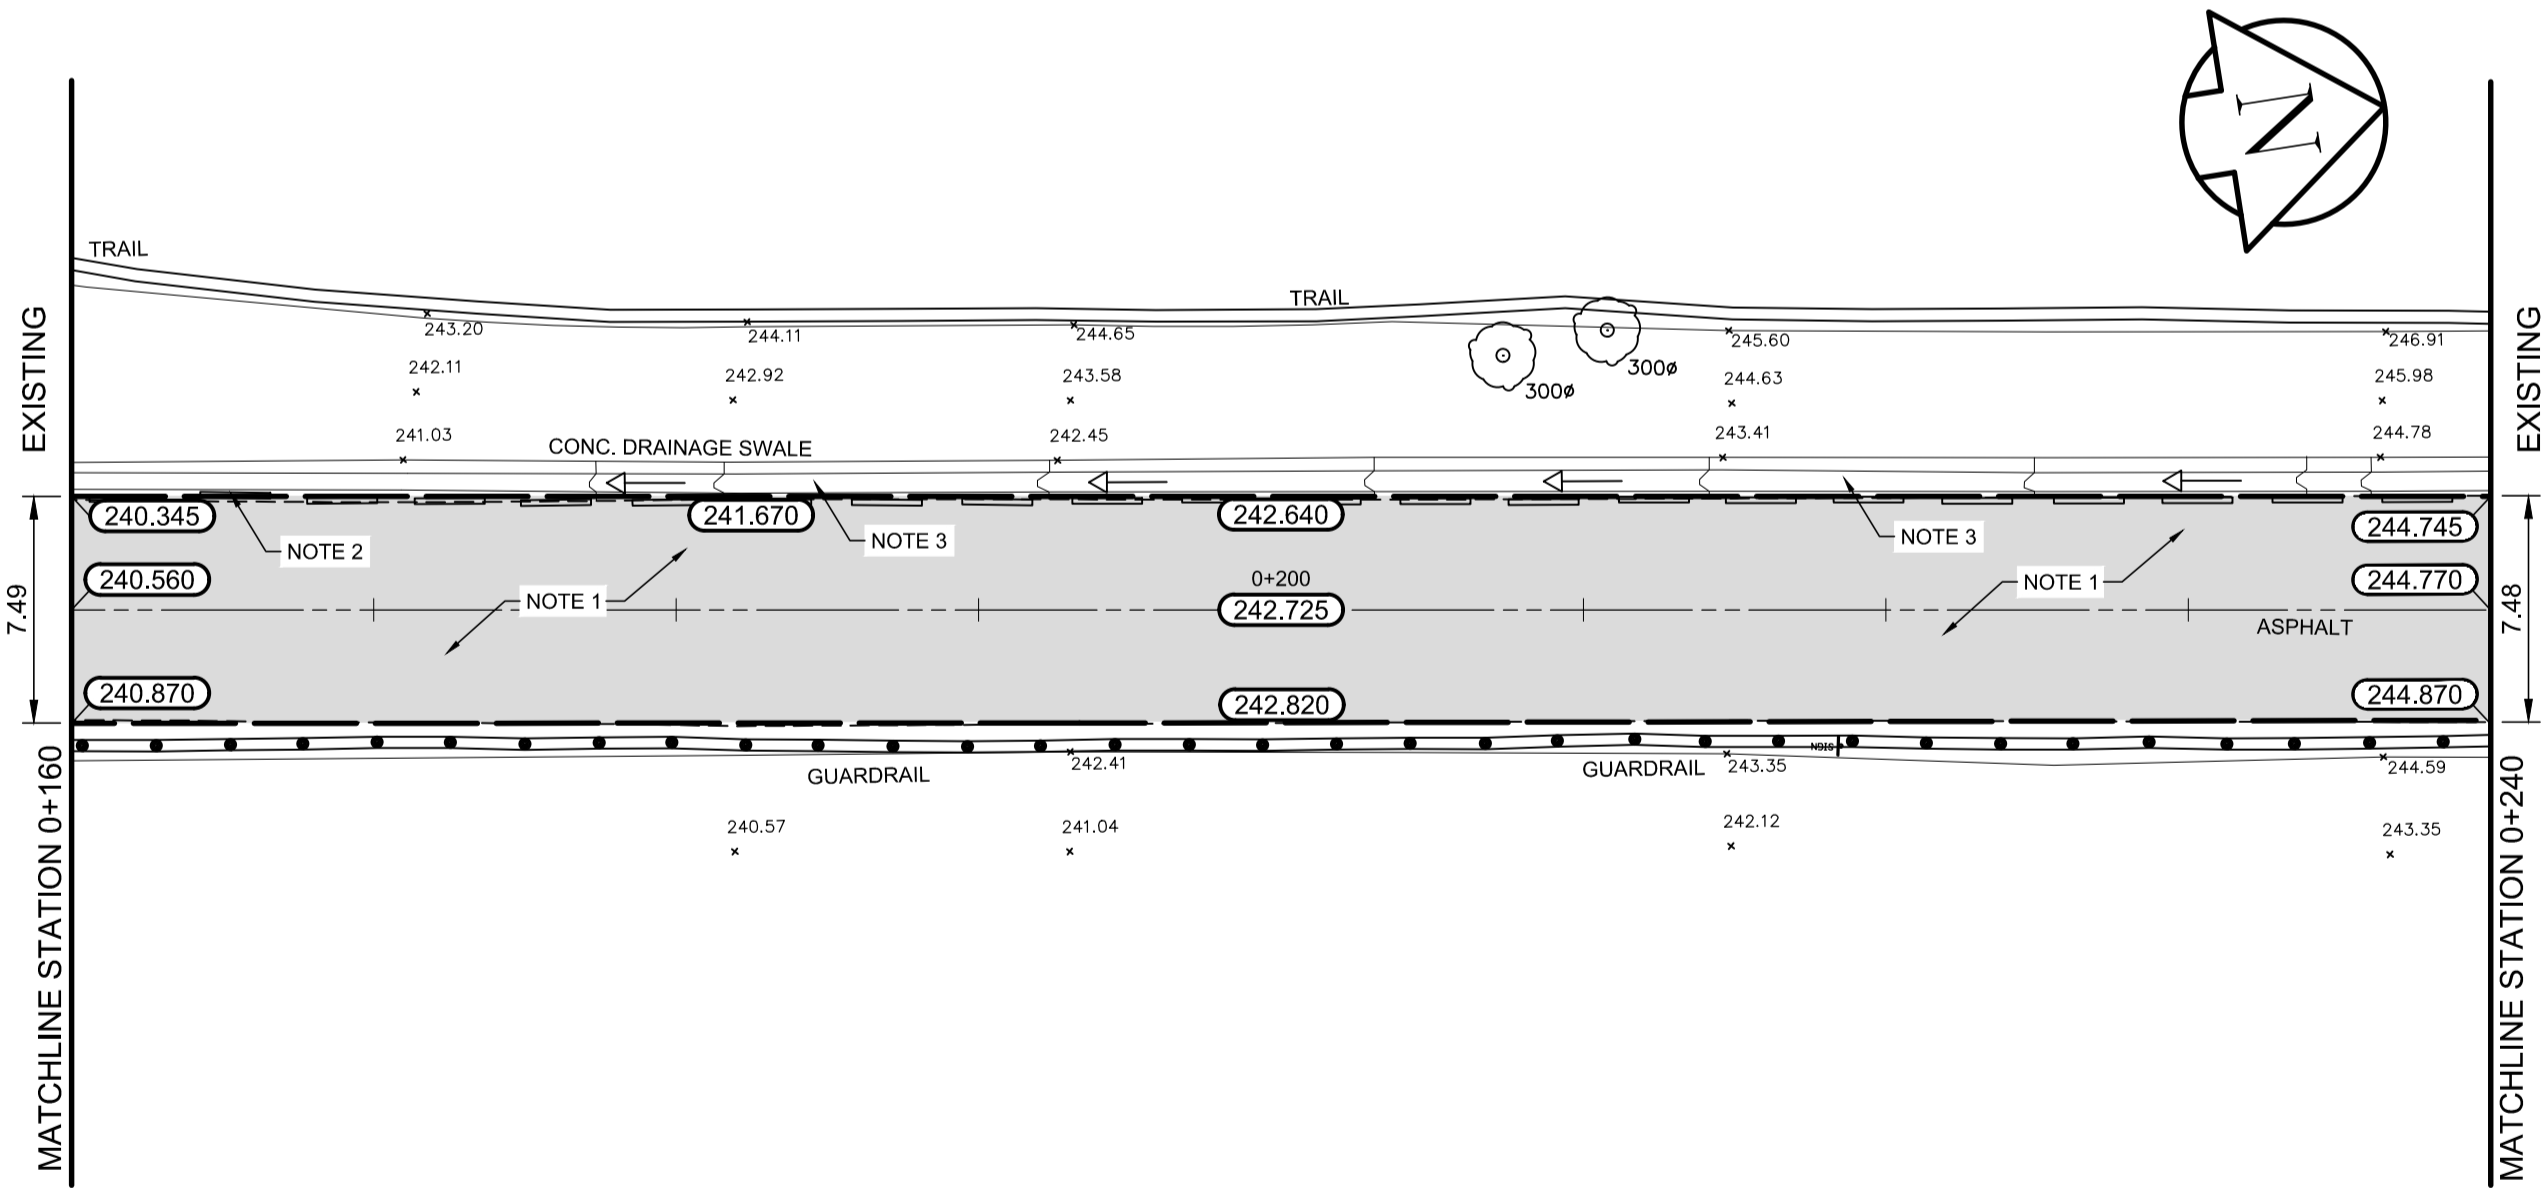 N
TRAIL
TRAIL
243.20
244.11
244.65
245.60
246.91
242.11
242.92
243.58
300ø
300ø
244.63
245.98
EXISTING
EXISTING
241.03
CONC. DRAINAGE SWALE
242.45
243.41
244.78
240.345
241.670
242.640
244.745
NOTE 2
NOTE 3
NOTE 3
240.560
0+200
244.770
NOTE 1
NOTE 1
242.725
7.49
7.48
ASPHALT
240.870
242.820
244.870
SIGN
242.41
GUARDRAIL
GUARDRAIL
243.35
244.59
240.57
241.04
242.12
243.35
MATCHLINE STATION 0+160
MATCHLINE STATION 0+240